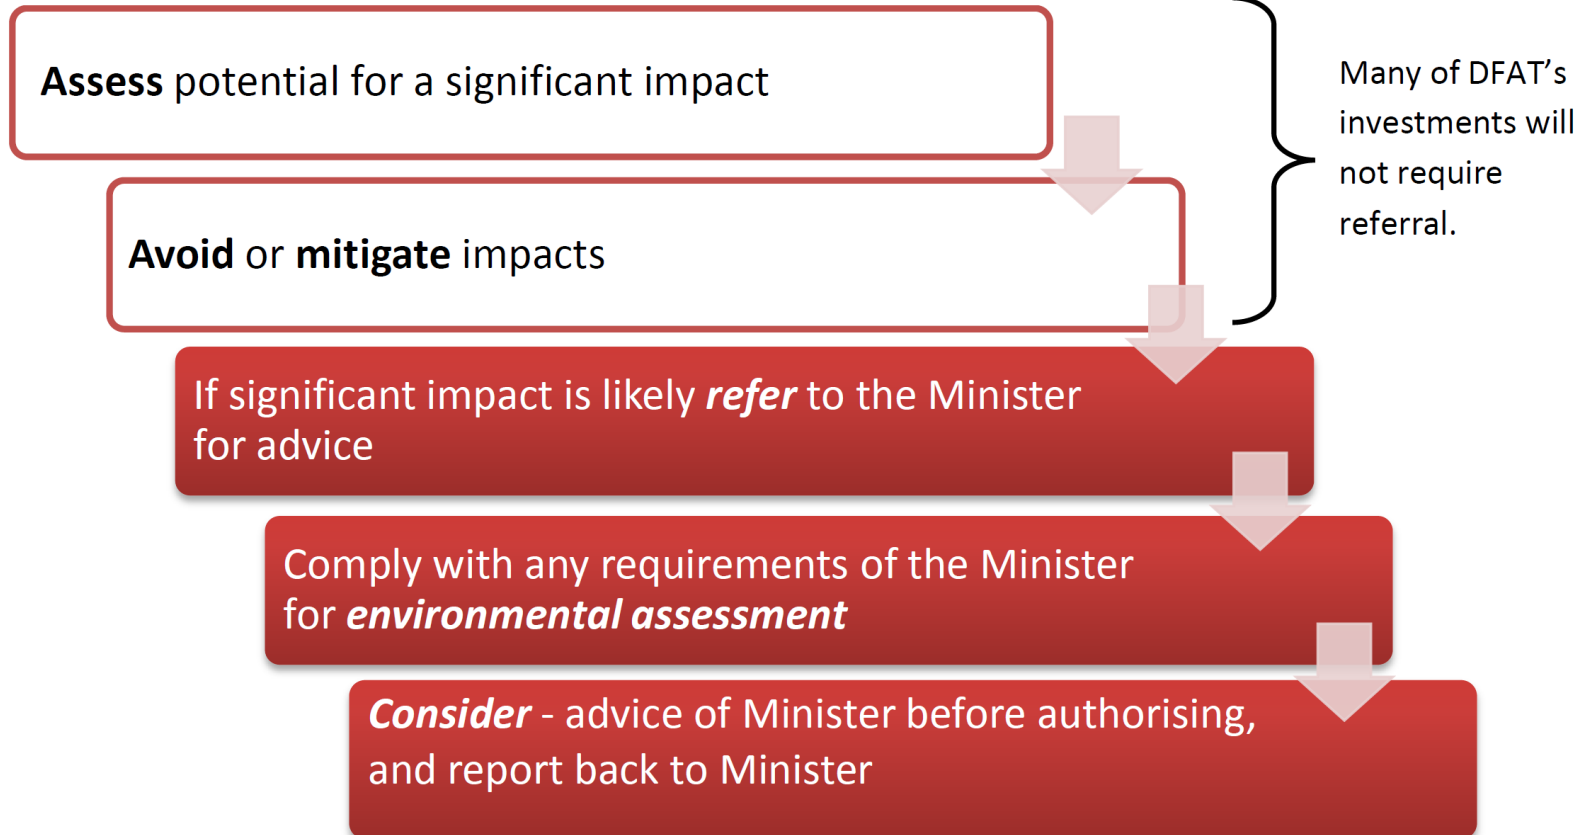 Assess potential for a significant impact
Many of DFAT’s
investments will
not require
referral.
Avoid or mitigate impacts
If significant impact is likely refer to the Minister
for advice
Comply with any requirements of the Minister
for environmental assessment
Consider - advice of Minister before authorising,
and report back to Minister